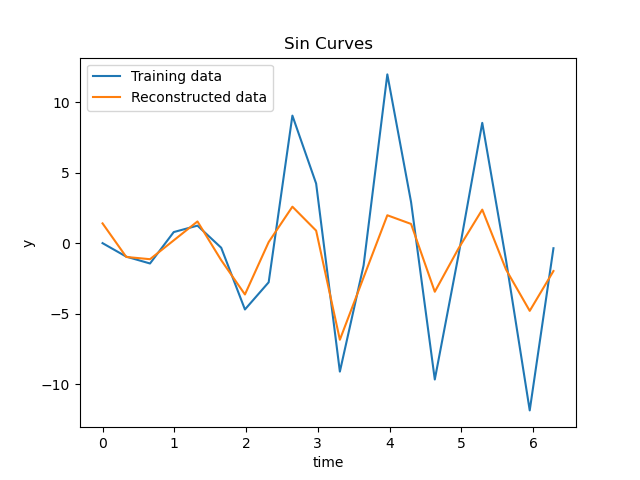 Sin Curves
Training data
Reconstructed data
y
10
5
0
−5
−10
0 1 2 3 4 5 6
time